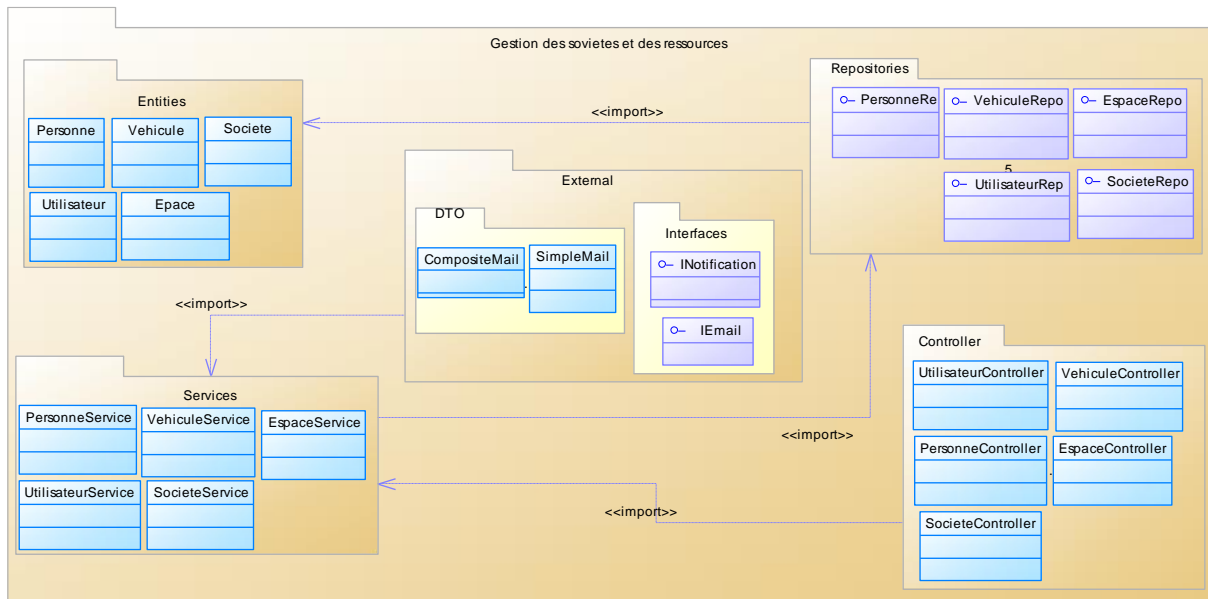 Gestion des sovietes et des ressources
Entities
Personne
Vehicule
Societe
Utilisateur
Epace
<<import>>
Repositories
PersonneRe
VehiculeRepo
EspaceRepo
5
UtilisateurRep
SocieteRepo
External
DTO
CompositeMail
SimpleMail
Interfaces
INotification
IEmail
<<import>>
Services
PersonneService
VehiculeService
EspaceService
UtilisateurService
SocieteService
<<import>>
<<import>>
Controller
UtilisateurController
VehiculeController
PersonneController
EspaceController
SocieteController